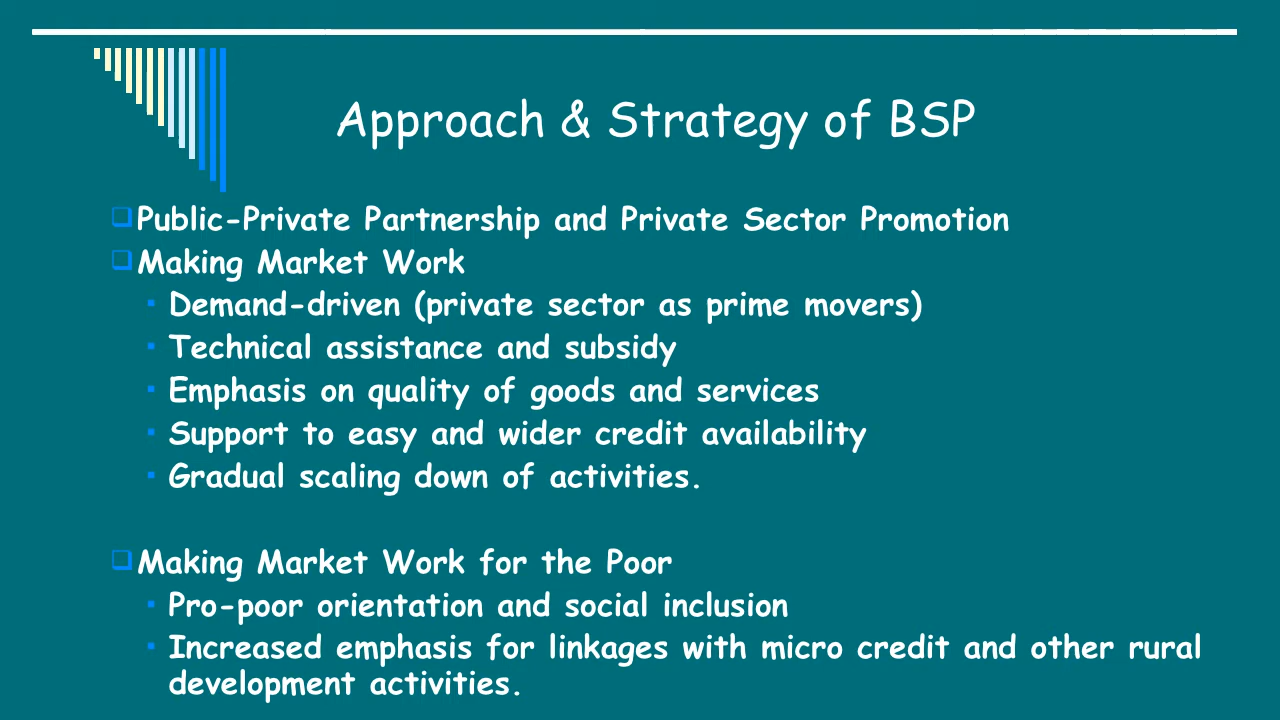 Approach & Strategy of BSP
Public-Private Partnership and Private Sector Promotion
Making Market Work
Demand-driven (private sector as prime movers)
Technical assistance and subsidy
Emphasis on quality of goods and services
Support to easy and wider credit availability
Gradual scaling down of activities.
Making Market Work for the Poor
Pro-poor orientation and social inclusion
Increased emphasis for linkages with micro credit and other rural
development activities.